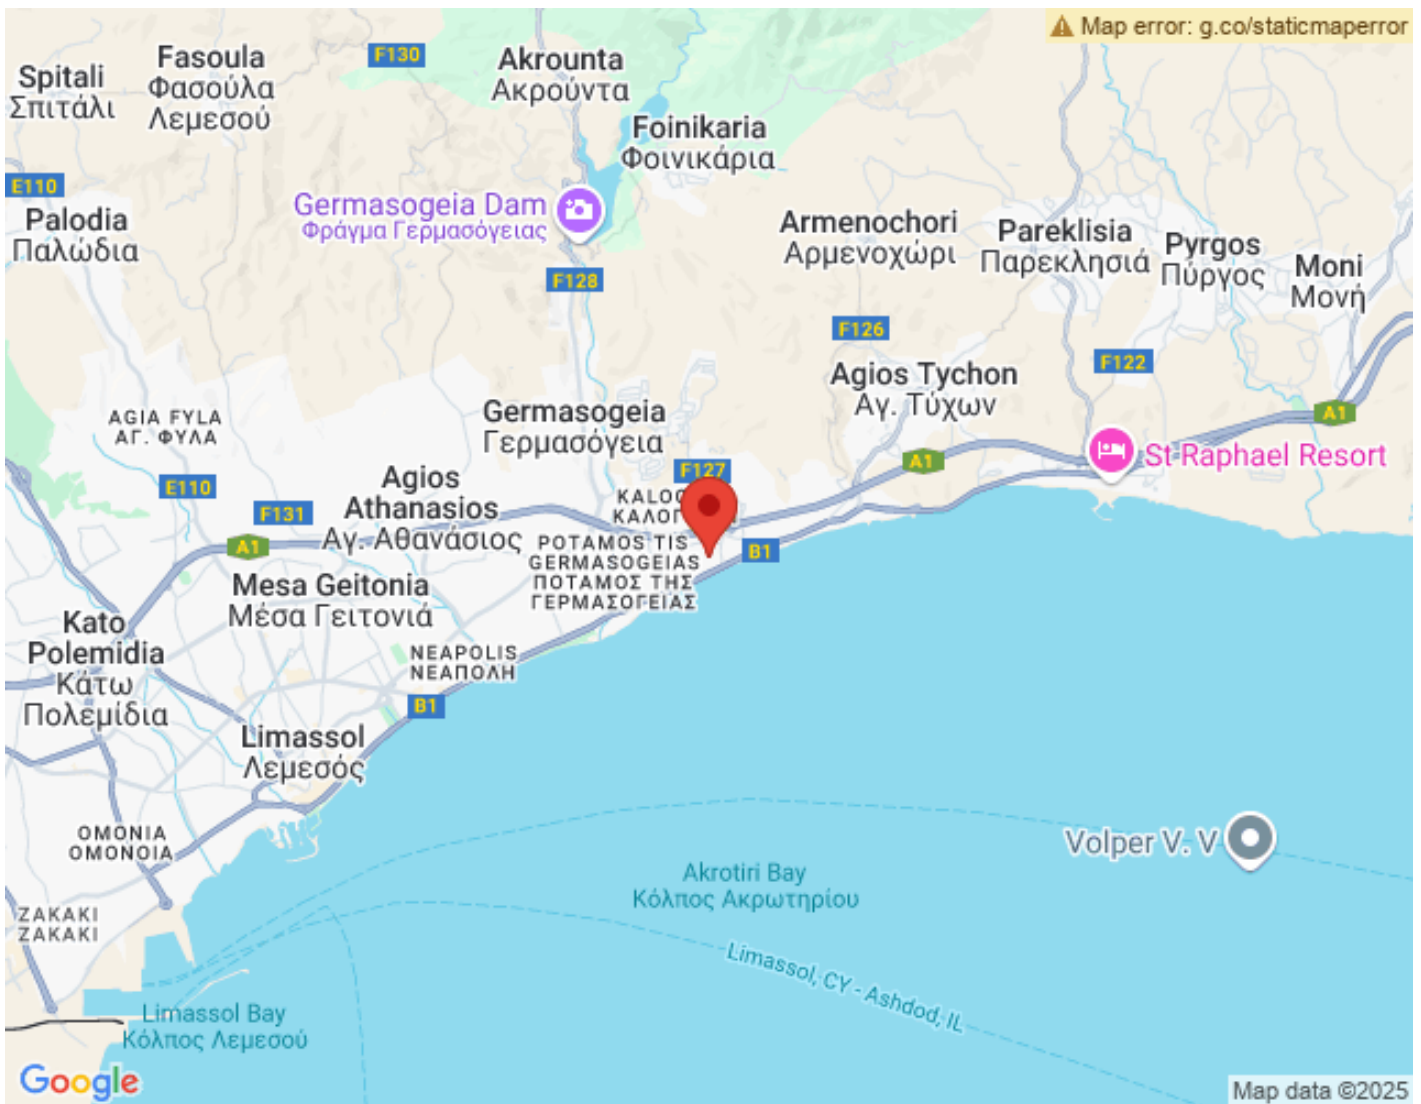 Map error: g.co/staticmaperror
Fasoula
Φασούλα
Λεμεσού
F130
Akrounta
Ακρούντα
Spitali
Σπιτάλι
Foinikaria
Φοινικάρια
E110
Palodia
Παλώδια
Germasogeia Dam
Φράγμα Γερμασόγειας
F128
Armenochori
Αρμενοχώρι
Pareklisia
Παρεκλησιά
Pyrgos
Πύργος
Moni
Μονή
F126
F122
Agios Tychon
Αγ. Τύχων
A1
AGIA FYLA
ΑΓ. ΦΥΛΑ
Germasogeia
Γερμασόγεια
St Raphael Resort
A1
F127
E110
F131
Agios
Athanasios
Αγ. Αθανάσιος
A1
POTAMOS TIS
GERMASOGEIAS
ΠΟΤΑΜΟΣ ΤΗΣ
ΓΕΡΜΑΣΟΓΕΙΑΣ
B1
Mesa Geitonia
Μέσα Γειτονιά
Kato
Polemidia
Κάτω
Πολεμίδια
NEAPOLIS
ΝΕΑΠΟΛΗ
B1
Limassol
Λεμεσός
OMONIA
ΟΜΟΝΟΙΑ
Volper V. V
Akrotiri Bay
Κόλπος Ακρωτηρίου
ZAKAKI
ΖΑΚΑΚΙ
Limassol, CY - Ashdod, IL
Limassol Bay
Κόλπος Λεμεσού
Google
Map data ©2025